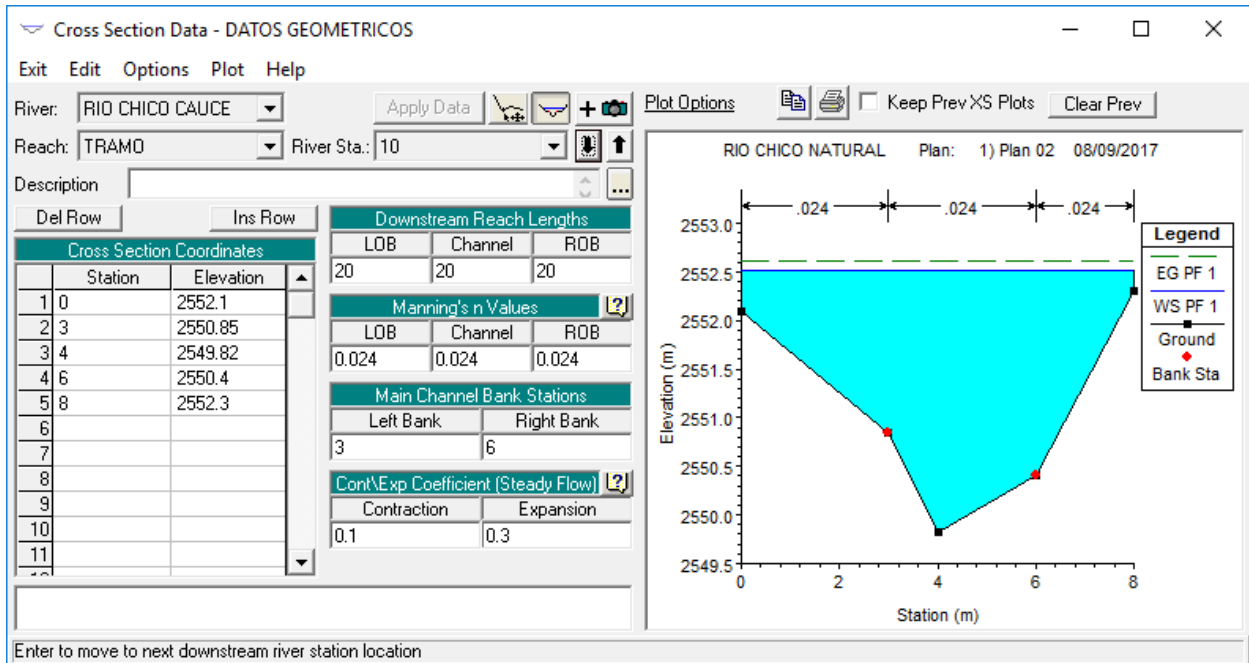 Cross Section Data - DATOS GEOMETRICOS
Exit Edit Options Plot Help
River: RIO CHICO CAUCE Apply Data + Plot Options Keep Prev XS Plots Clear Prev
Reach: TRAMO River Sta.: 10
Description ...
Del Row Ins Row
Cross Section Coordinates
Station Elevation
1 0 2552.1
2 3 2550.85
3 4 2549.82
4 6 2550.4
5 8 2552.3
6
7
8
9
10
11
Downstream Reach Lengths
LOB Channel ROB
20 20 20
Manning's n Values
LOB Channel ROB
0.024 0.024 0.024
Main Channel Bank Stations
Left Bank Right Bank
3 6
Cont\Exp Coefficient (Steady Flow)
Contraction Expansion
0.1 0.3
RIO CHICO NATURAL Plan: 1) Plan 02 08/09/2017
.024 .024 .024
2553.0
2552.5
2552.0
2551.5
2551.0
2550.5
2550.0
2549.5
Elevation (m)
0 2 4 6 8
Station (m)
Legend
EG PF 1
WS PF 1
Ground
Bank Sta
Enter to move to next downstream river station location